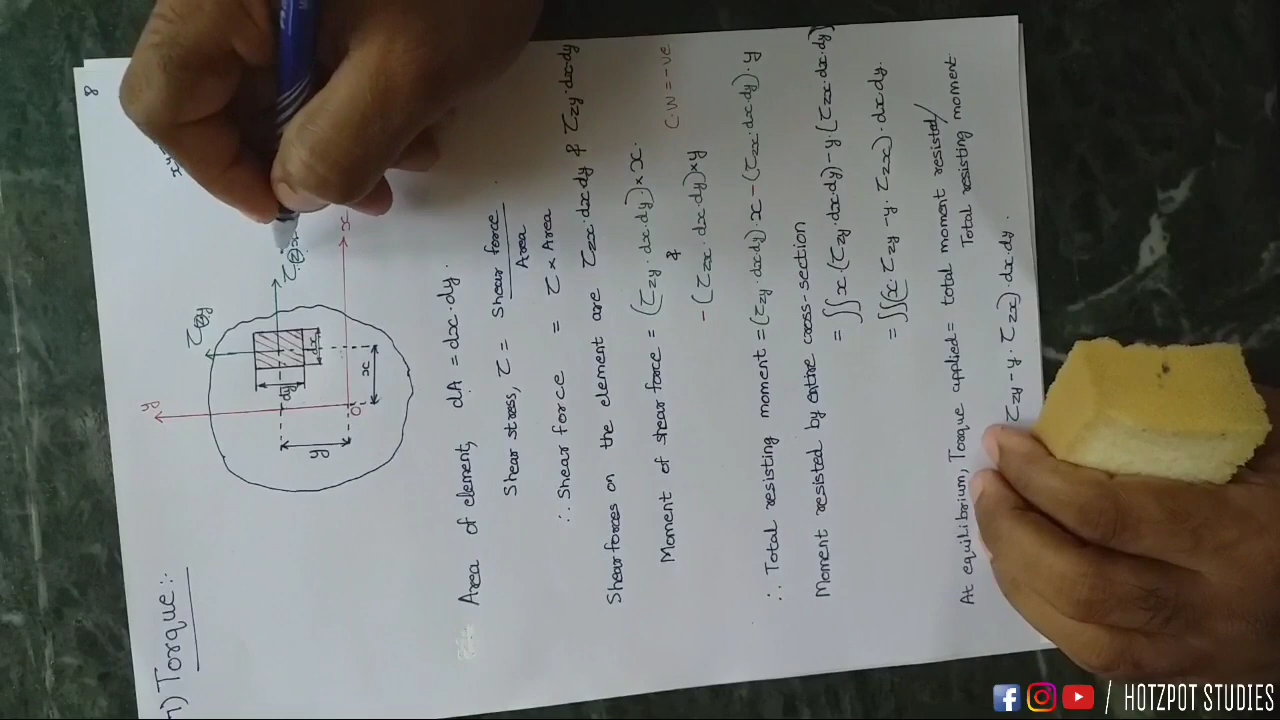 8
7) Torque:-
y
τzy
τzx
dy
dx
y
x
O
x
Area of element, dA = dx·dy.
Shear stress, τ = Shear force / Area
∴ Shear force = τ × Area
Shear forces on the element are τzx·dx·dy & τzy·dx·dy
Moment of shear force = (τzy·dx·dy) × x.
&
- (τzx·dx·dy) × y (C.W = -ve
∴ Total resisting moment = (τzy·dx·dy)·x - (τzx·dx·dy)·y
Moment resisted by entire cross-section
= ∬ x(τzy·dx·dy) - y·(τzx·dx·dy)
= ∬(x·τzy - y·τzx)·dx·dy.
At equilibrium, Torque applied = total moment resisted/
Total resisting moment
τzy - y·τzx)·dx·dy.
/ HOTZPOT STUDIES